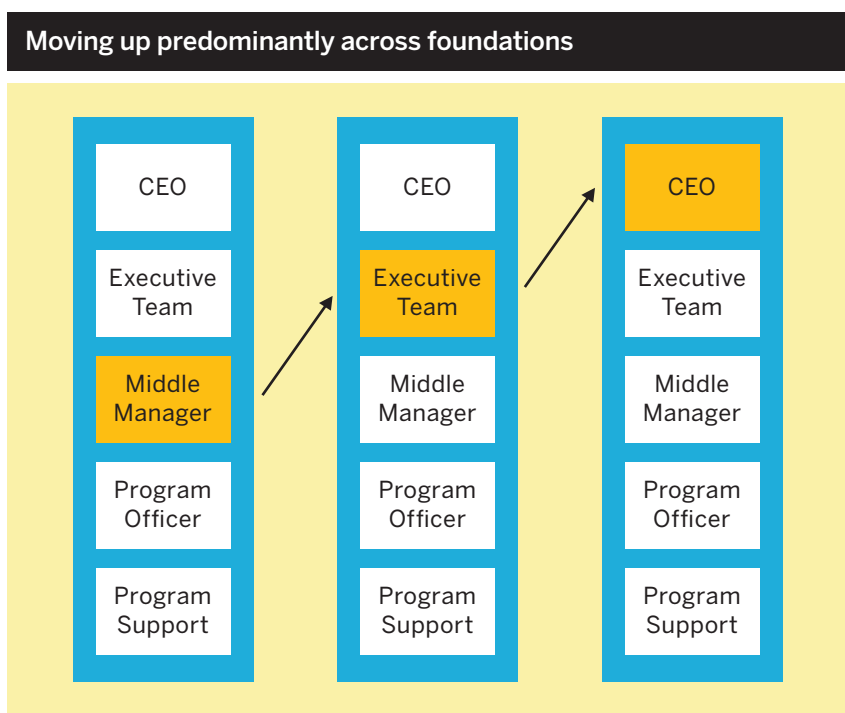 Moving up predominantly across foundations
CEO
Executive
Team
Middle
Manager
Program
Officer
Program
Support
CEO
Executive
Team
Middle
Manager
Program
Officer
Program
Support
CEO
Executive
Team
Middle
Manager
Program
Officer
Program
Support